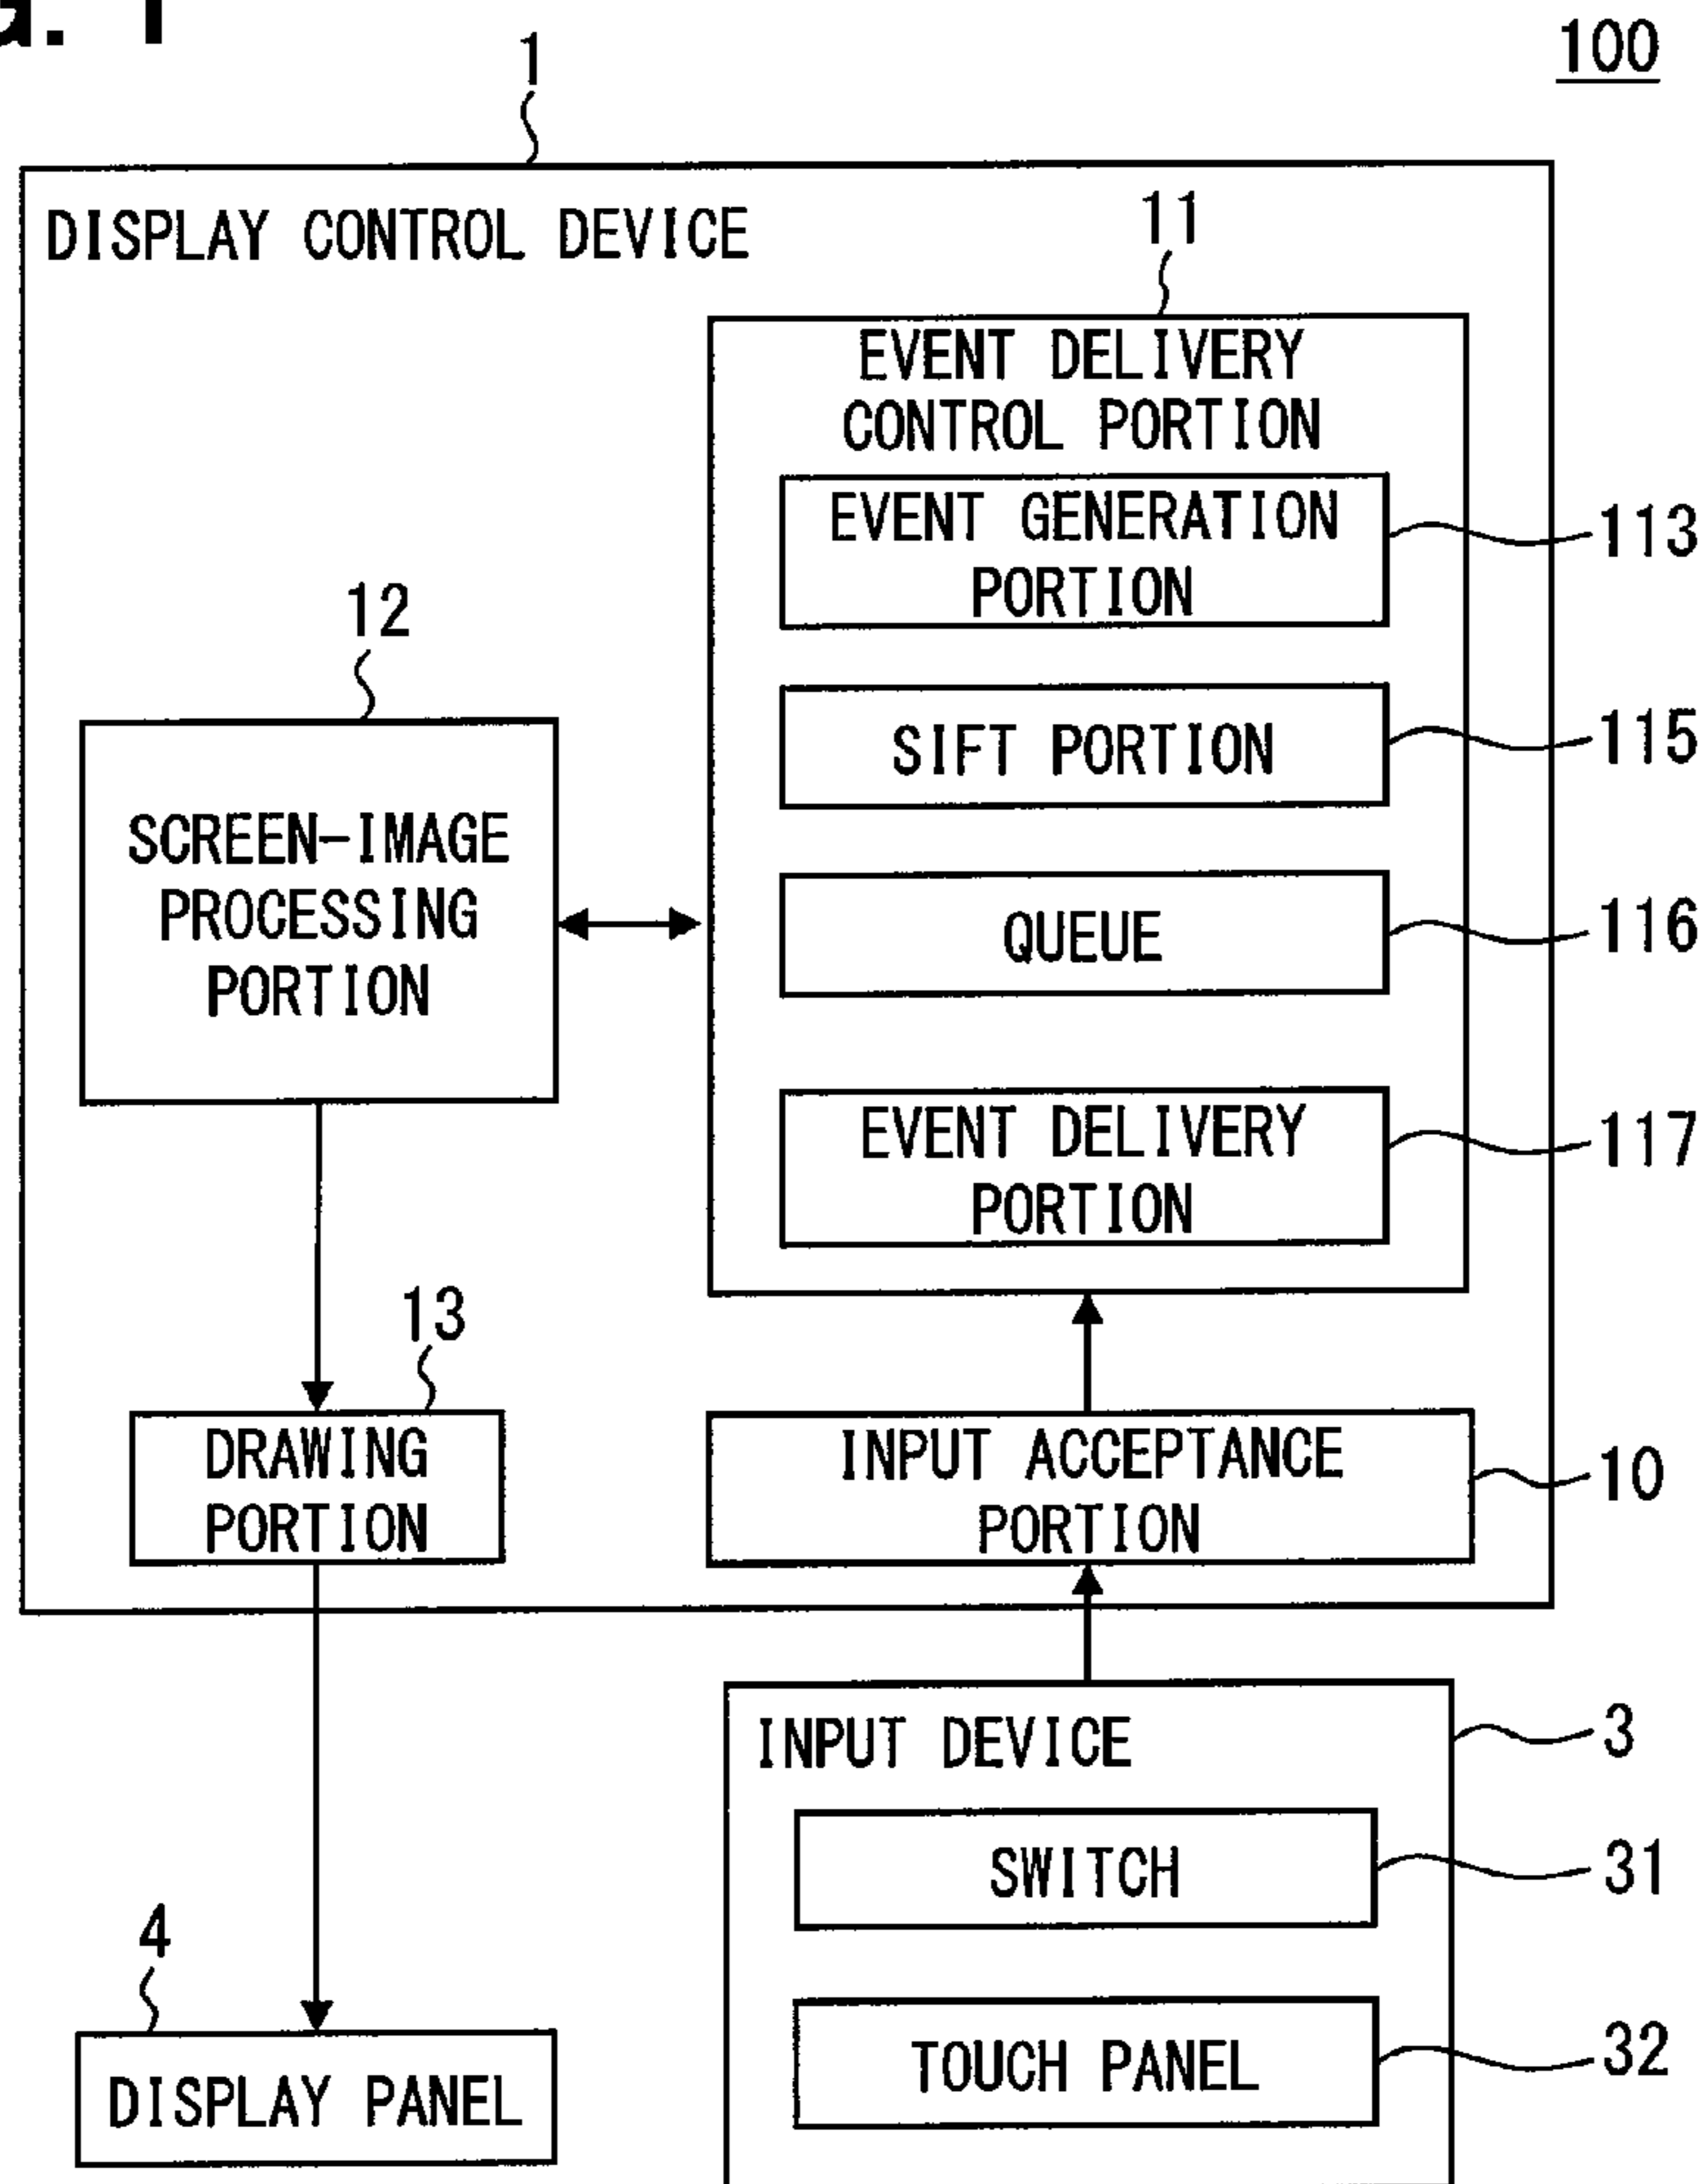 1
100
1
DISPLAY CONTROL DEVICE
11
EVENT DELIVERY
CONTROL PORTION
EVENT GENERATION
PORTION
113
12
SIFT PORTION
115
SCREEN-IMAGE
PROCESSING
PORTION
QUEUE
116
EVENT DELIVERY
PORTION
117
13
DRAWING
PORTION
INPUT ACCEPTANCE
PORTION
10
INPUT DEVICE
3
SWITCH
31
4
TOUCH PANEL
32
DISPLAY PANEL